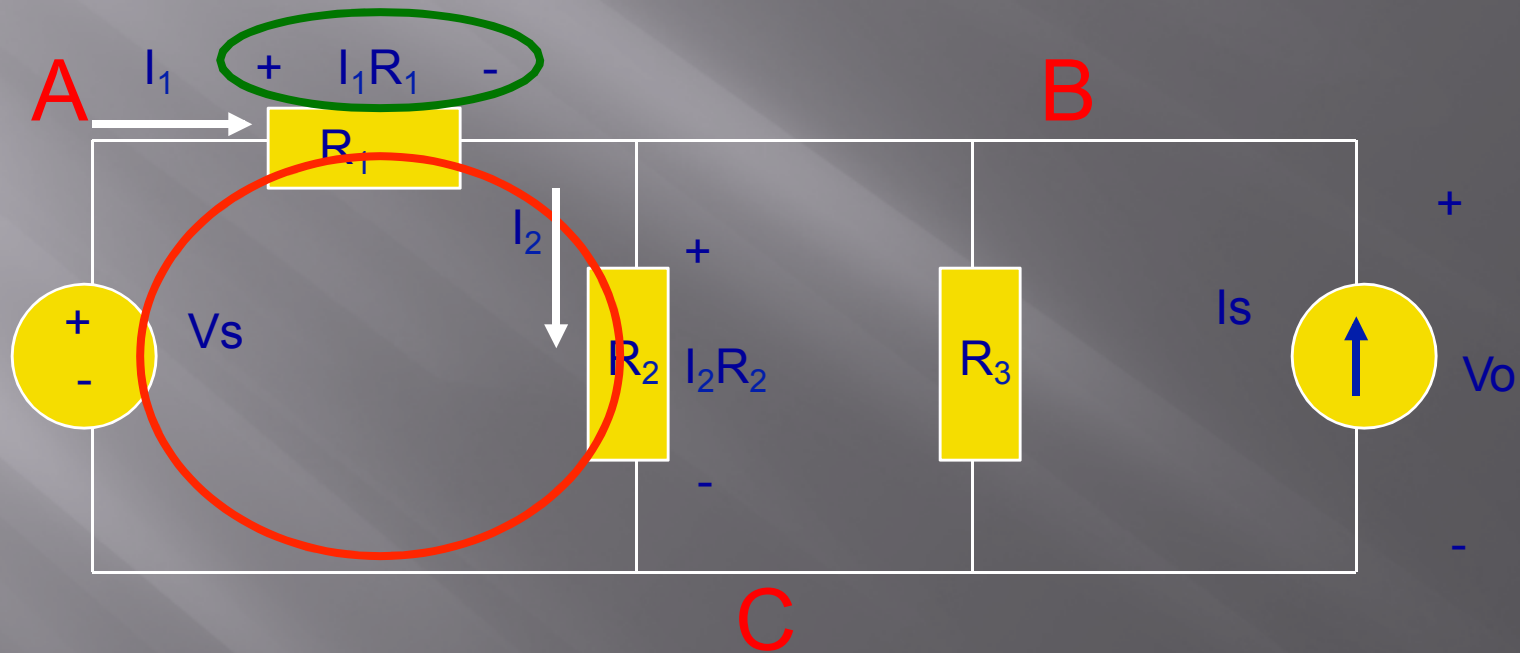 A
I₁
+ I₁R₁ -
B
R₁
I₂
+
+
+
-
Vs
R₂
I₂R₂
R₃
Is
Vo
-
-
C